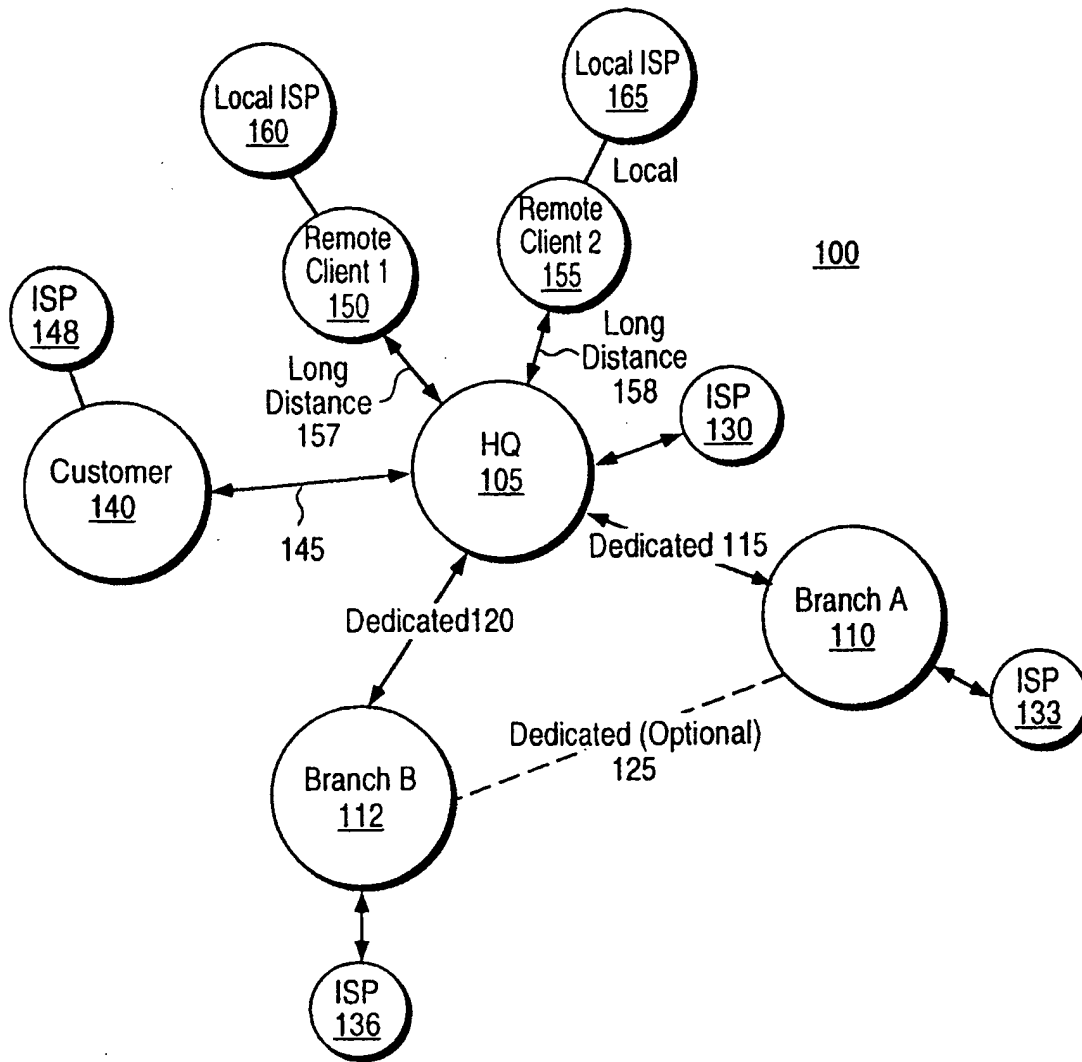 Local ISP
160
Local ISP
165
Local
Remote
Client 1
150
Remote
Client 2
155
100
ISP
148
Long
Distance
157
Long
Distance
158
ISP
130
HQ
105
Customer
140
145
Dedicated 115
Branch A
110
Dedicated120
ISP
133
Dedicated (Optional)
125
Branch B
112
ISP
136